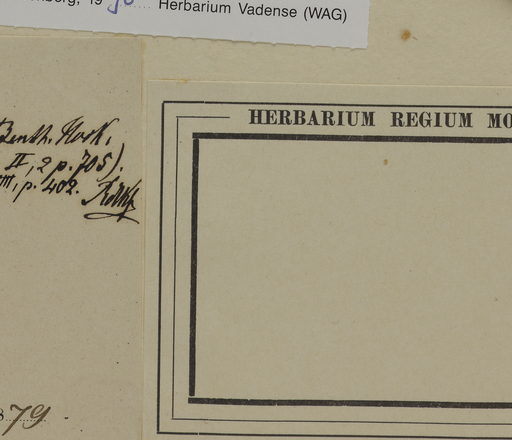 Herbarium Vadense (WAG)
HERBARIUM REGIUM MO
Benth. Hook.
II, 2 p. 705).
p. 402.
79.